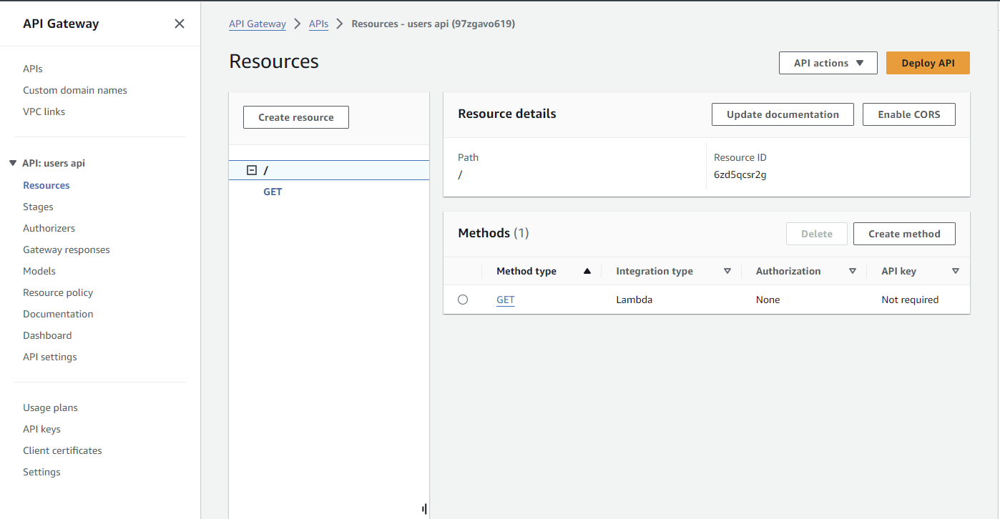 API Gateway
APIs
Custom domain names
VPC links
API: users api
Resources
Stages
Authorizers
Gateway responses
Models
Resource policy
Documentation
Dashboard
API settings
Usage plans
API keys
Client certificates
Settings
API Gateway > APIs > Resources - users api (97zgavo619)
Resources
API actions
Deploy API
Create resource
/
GET
Resource details
Update documentation
Enable CORS
Path
/
Resource ID
6zd5qcsr2g
Methods (1)
Delete
Create method
Method type Integration type Authorization API key
GET Lambda None Not required